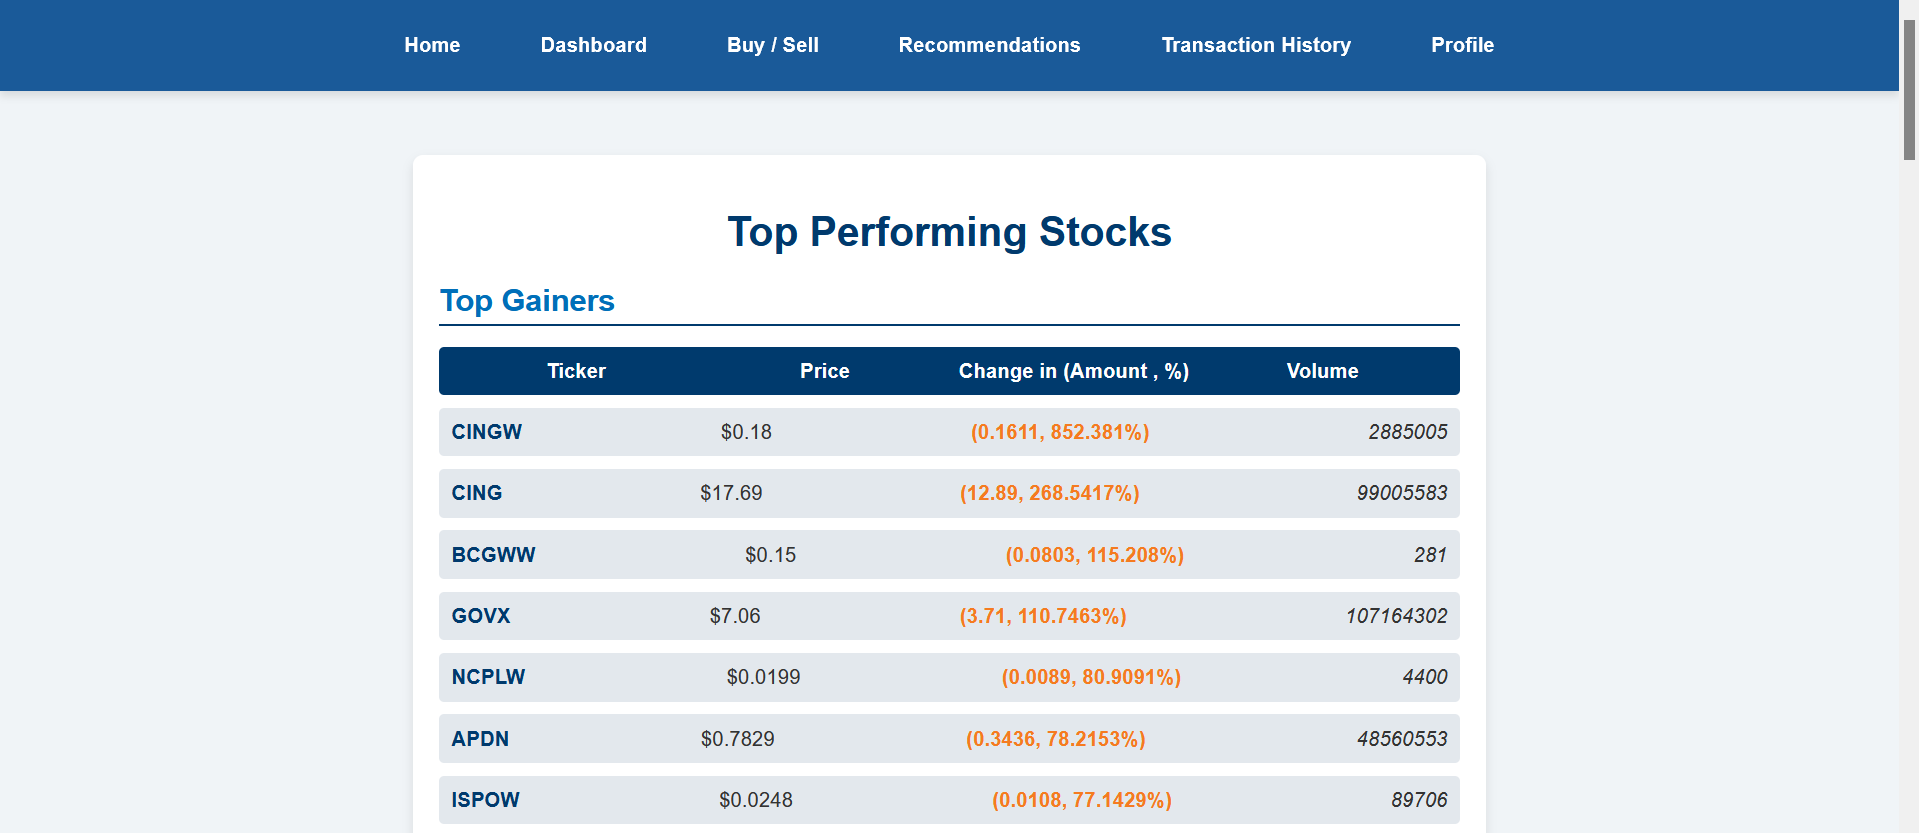 Home Dashboard Buy / Sell Recommendations Transaction History Profile
Top Performing Stocks
Top Gainers
Ticker Price Change in (Amount , %) Volume
CINGW $0.18 (0.1611, 852.381%) 2885005
CING $17.69 (12.89, 268.5417%) 99005583
BCGWW $0.15 (0.0803, 115.208%) 281
GOVX $7.06 (3.71, 110.7463%) 107164302
NCPLW $0.0199 (0.0089, 80.9091%) 4400
APDN $0.7829 (0.3436, 78.2153%) 48560553
ISPOW $0.0248 (0.0108, 77.1429%) 89706